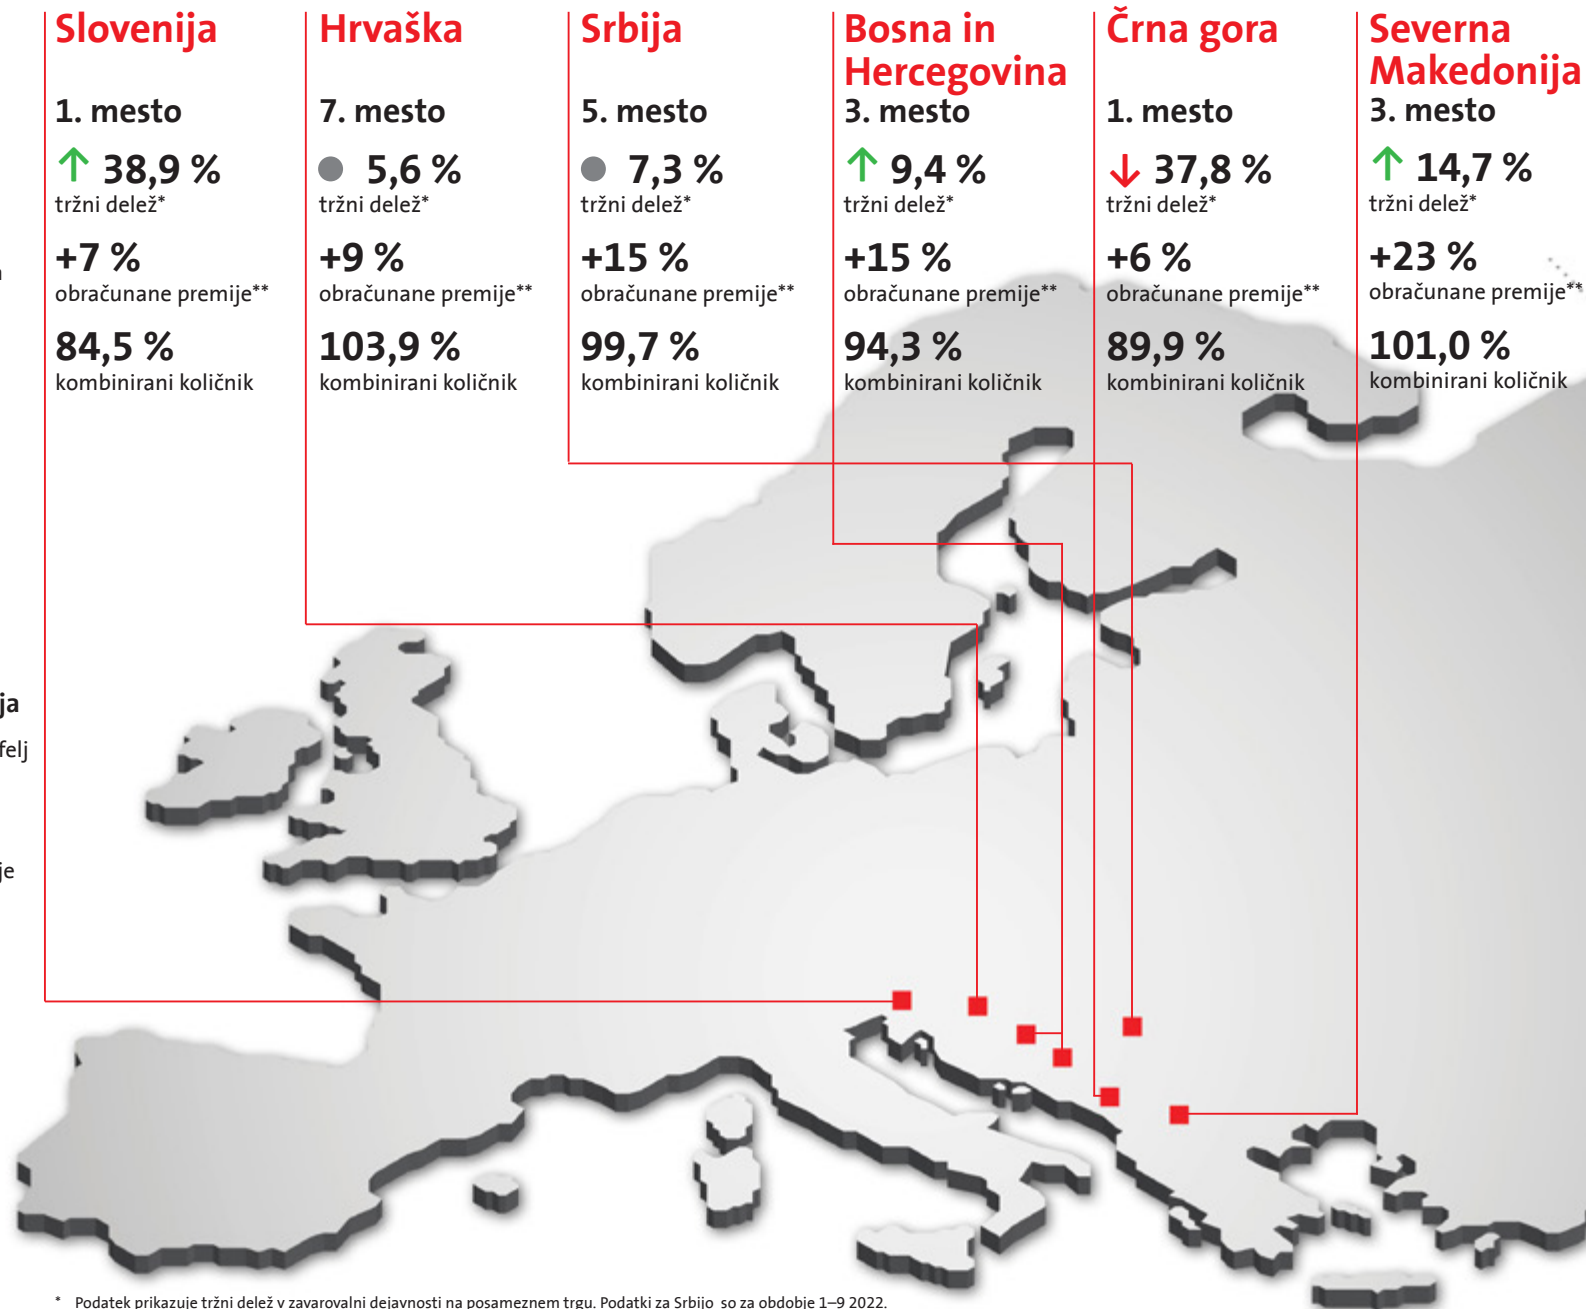 Slovenija
1. mesto
↑ 38,9 %
tržni delež*
+7 %
obračunane premije**
84,5 %
kombinirani količnik
Hrvaška
7. mesto
● 5,6 %
tržni delež*
+9 %
obračunane premije**
103,9 %
kombinirani količnik
Srbija
5. mesto
● 7,3 %
tržni delež*
+15 %
obračunane premije**
99,7 %
kombinirani količnik
Bosna in
Hercegovina
3. mesto
↑ 9,4 %
tržni delež*
+15 %
obračunane premije**
94,3 %
kombinirani količnik
Črna gora
1. mesto
↓ 37,8 %
tržni delež*
+6 %
obračunane premije**
89,9 %
kombinirani količnik
Severna
Makedonija
3. mesto
↑ 14,7 %
tržni delež*
+23 %
obračunane premije**
101,0 %
kombinirani količnik
ja
felj
je
* Podatek prikazuje tržni delež v zavarovalni dejavnosti na posameznem trgu. Podatki za Srbijo so za obdobje 1–9 2022.